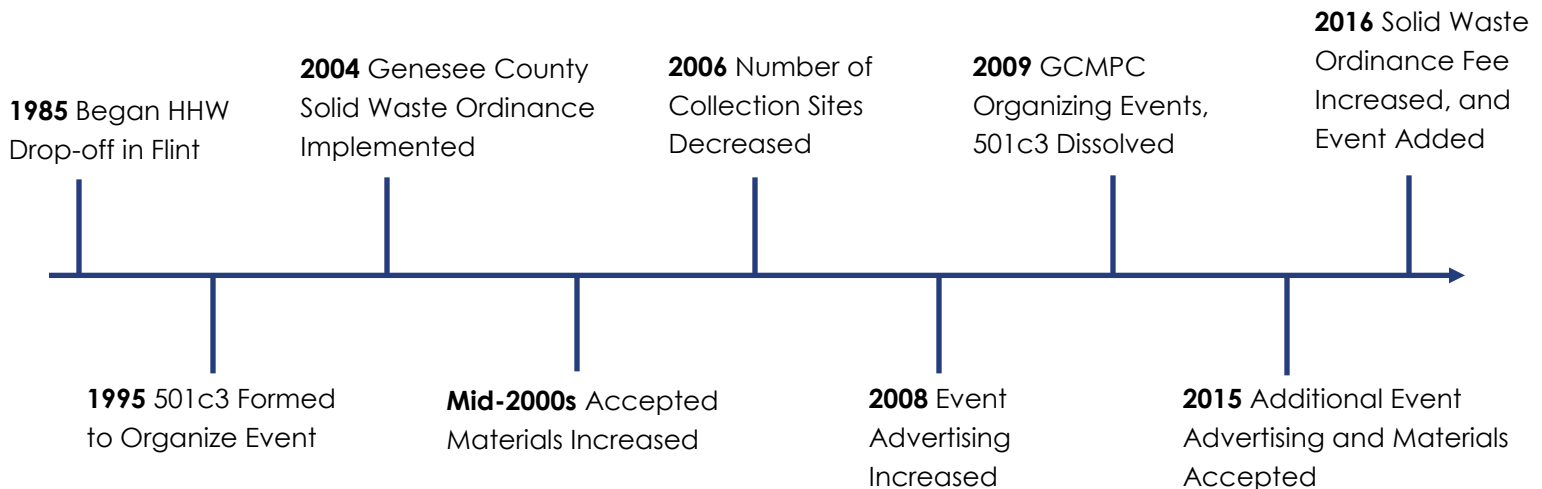 1985 Began HHW
Drop-off in Flint
1995 501c3 Formed
to Organize Event
2004 Genesee County
Solid Waste Ordinance
Implemented
Mid-2000s Accepted
Materials Increased
2006 Number of
Collection Sites
Decreased
2008 Event
Advertising
Increased
2009 GCMPC
Organizing Events,
501c3 Dissolved
2015 Additional Event
Advertising and Materials
Accepted
2016 Solid Waste
Ordinance Fee
Increased, and
Event Added